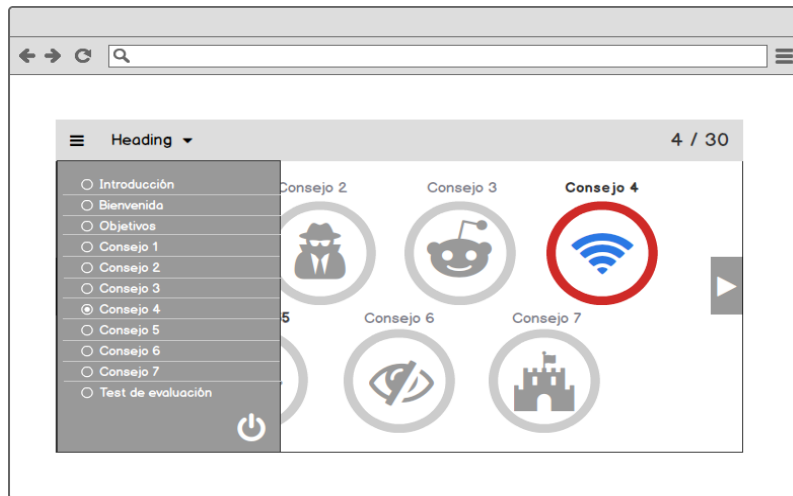 Heading
4 / 30
Introducción
Bienvenida
Objetivos
Consejo 1
Consejo 2
Consejo 3
Consejo 4
Consejo 5
Consejo 6
Consejo 7
Test de evaluación
Consejo 2
Consejo 3
Consejo 4
5
Consejo 6
Consejo 7